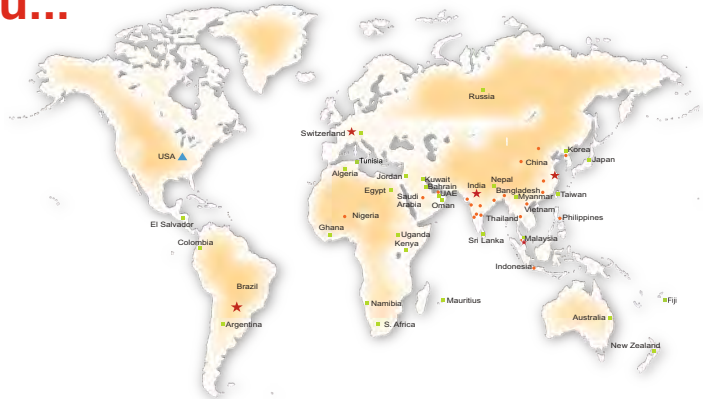 u...
Russia
Switzerland
USA
Korea
Japan
China
Tunisia
Algeria
Jordan
Kuwait
Bahrain
Nepal
India
Egypt
UAE
Bangladesh
Myanmar
Taiwan
Saudi
Arabia
Oman
Vietnam
Nigeria
Thailand
Philippines
El Salvador
Ghana
Uganda
Sri Lanka
Malaysia
Colombia
Kenya
Indonesia
Brazil
Namibia
Mauritius
Fiji
Argentina
S. Africa
Australia
New Zealand